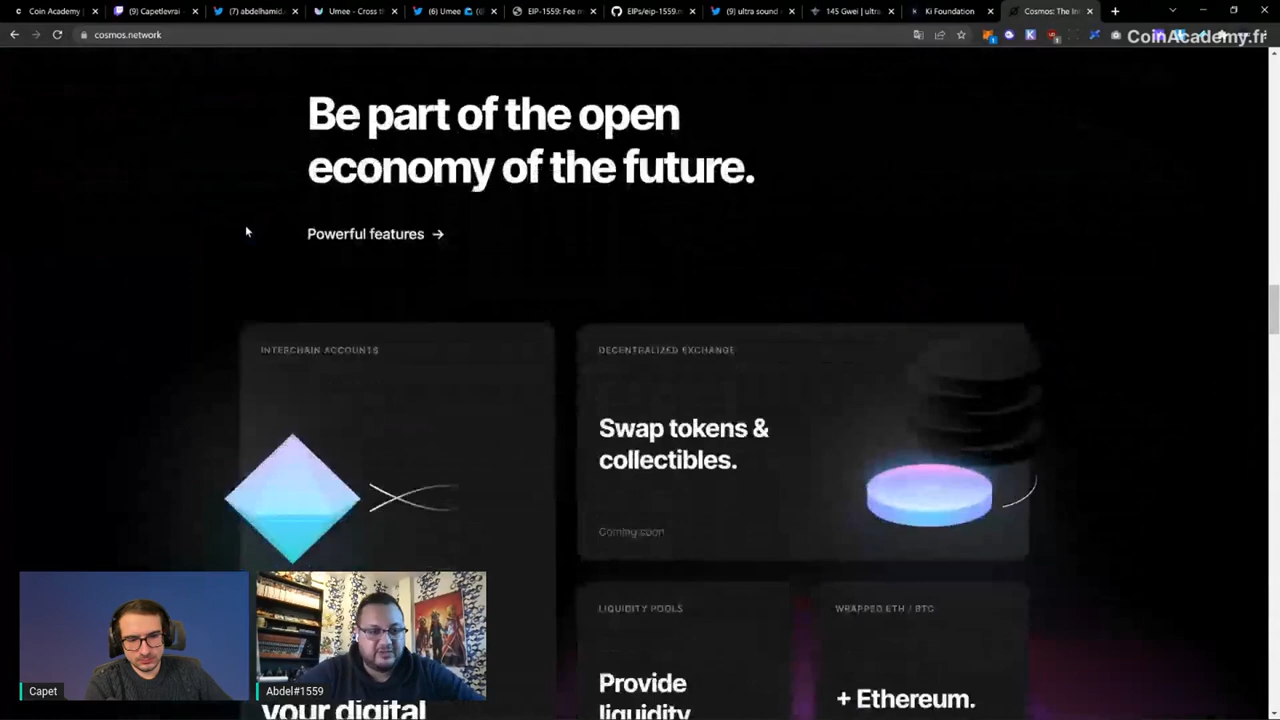 Coin Academy |
(9) Capetlevrai -
(7) abdelhamid.
Umee - Cross th
(6) Umee
EIP-1559: Fee m
EIPs/eip-1559.m
(9) ultra sound
145 Gwei | ultra
Ki Foundation
Cosmos: The In
cosmos.network
CoinAcademy.fr
Be part of the open
economy of the future.
Powerful features →
INTERCHAIN ACCOUNTS
DECENTRALIZED EXCHANGE
Swap tokens &
collectibles.
Coming soon
LIQUIDITY POOLS
WRAPPED ETH / BTC
Provide
liquidity
+ Ethereum.
your digital
Capet
Abdel#1559